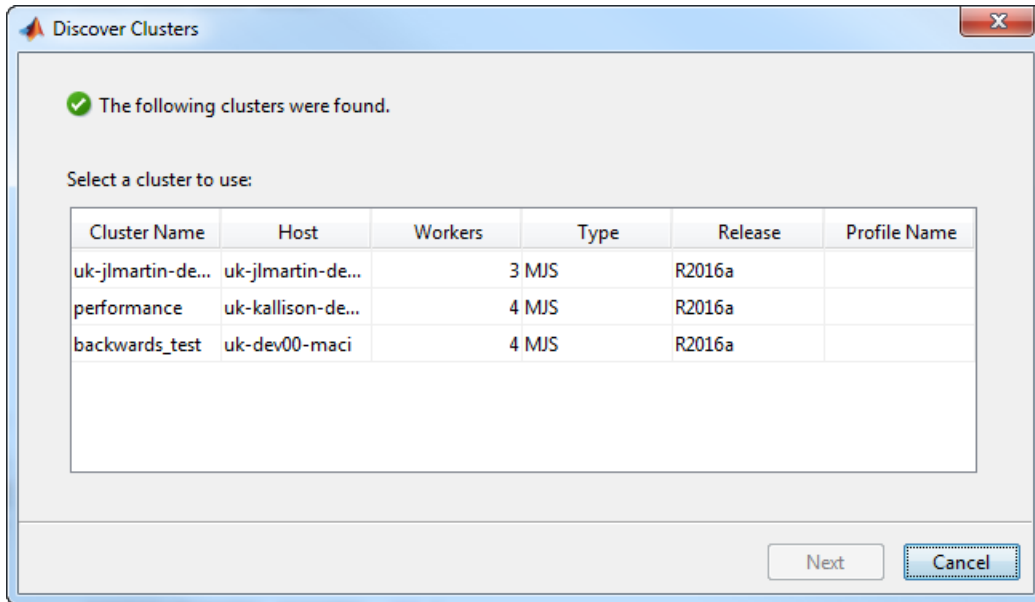 Discover Clusters
The following clusters were found.
Select a cluster to use:
Cluster Name Host Workers Type Release Profile Name
uk-jlmartin-de... uk-jlmartin-de... 3 MJS R2016a
performance uk-kallison-de... 4 MJS R2016a
backwards_test uk-dev00-maci 4 MJS R2016a
Next Cancel